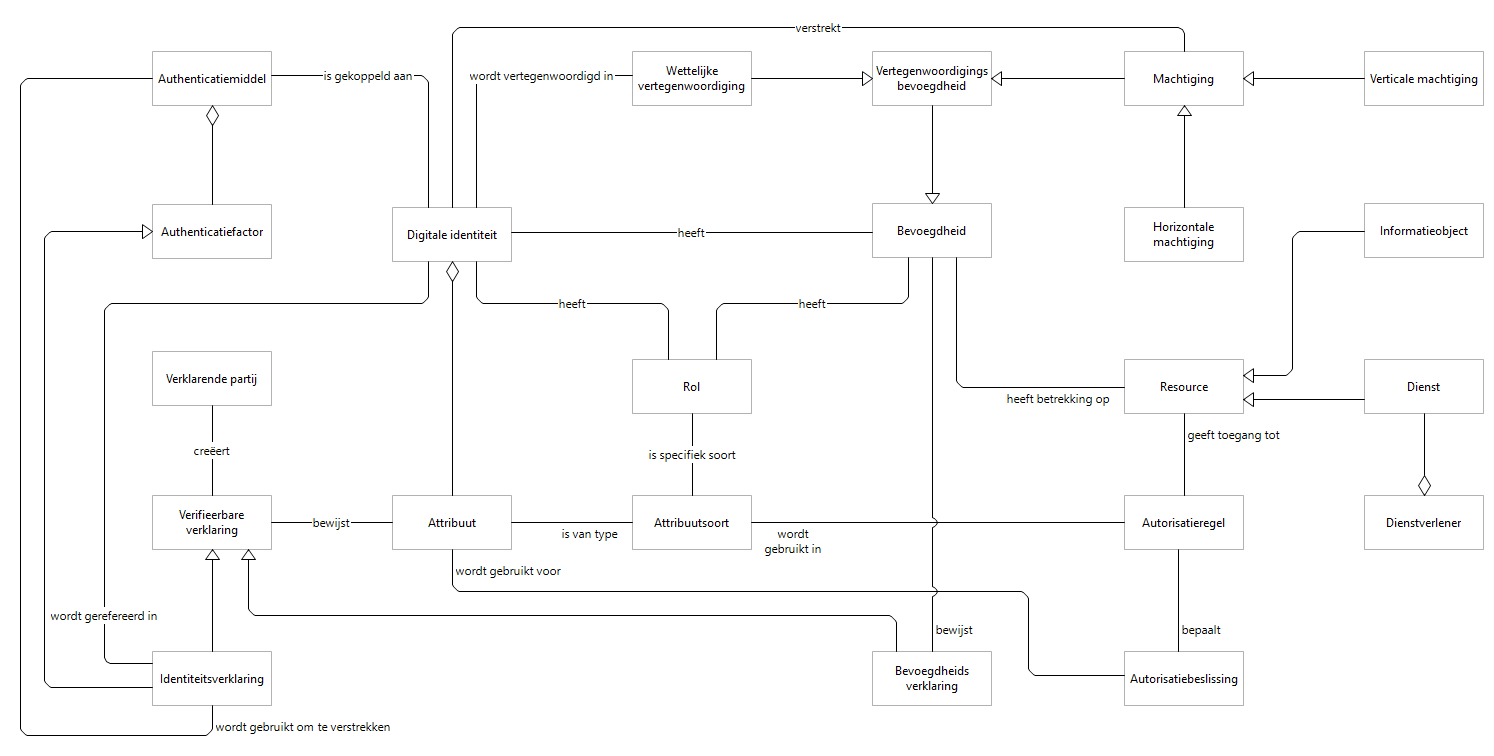 verstrekt
Authenticatiemiddel
is gekoppeld aan
wordt vertegenwoordigd in
Wettelijke
vertegenwoordiging
Vertegenwoordigings
bevoegdheid
Machtiging
Verticale machtiging
Authenticatiefactor
Digitale identiteit
heeft
Bevoegdheid
Horizontale
machtiging
Informatieobject
heeft
heeft
Verklarende partij
Rol
Resource
Dienst
heeft betrekking op
geeft toegang tot
creëert
is specifiek soort
Verifieerbare
verklaring
bewijst
Attribuut
is van type
Attribuutsoort
wordt
gebruikt in
Autorisatieregel
Dienstverlener
wordt gebruikt voor
wordt gerefereerd in
bewijst
bepaalt
Identiteitsverklaring
Bevoegdheids
verklaring
Autorisatiebeslissing
wordt gebruikt om te verstrekken